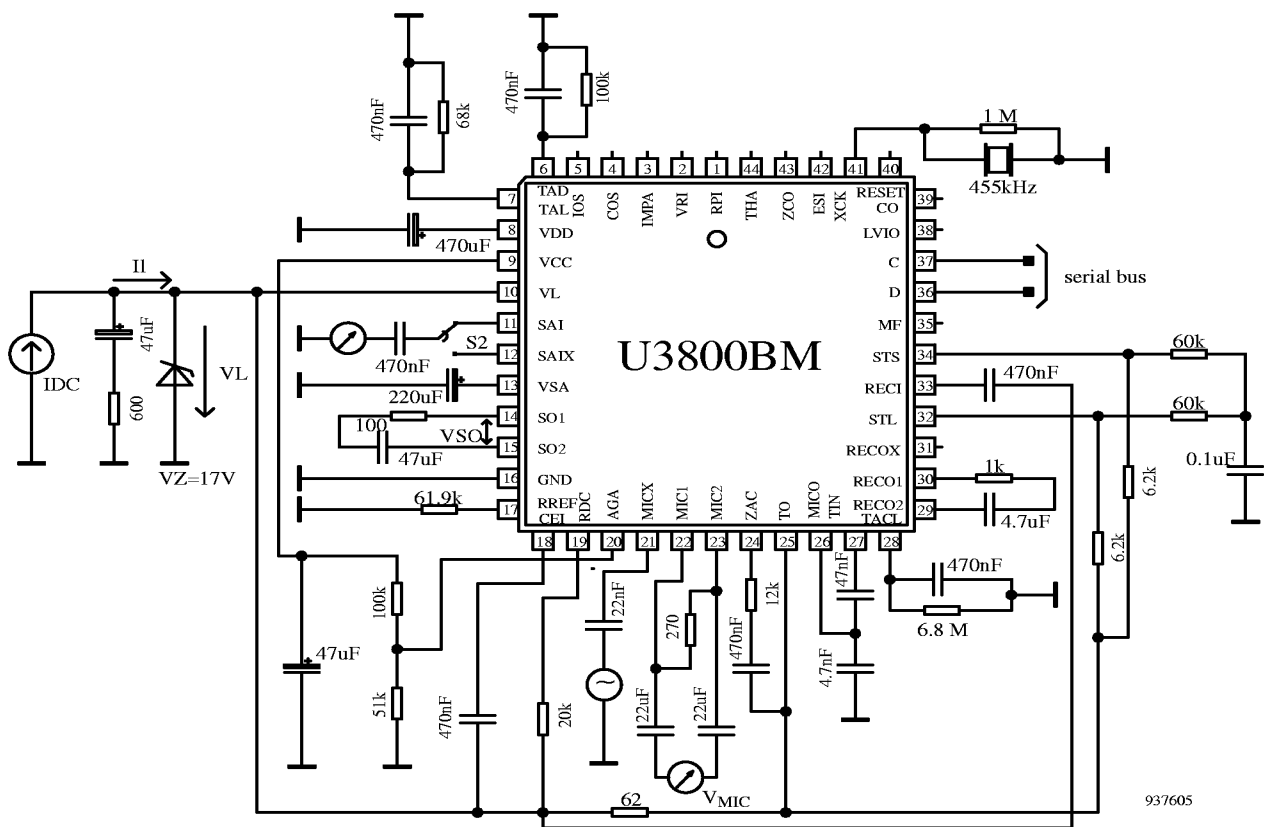 470nF
68k
470nF
100k
1 M
455kHz
6
5
4
3
2
1
44
43
42
41
40
TAD
TAL
IOS
COS
IMPA
VRI
RPI
THA
ZCO
ESI
XCK
RESET
CO
7
8
VDD
470uF
9
VCC
10
VL
11
SAI
12
SAIX
13
VSA
14
SO1
15
SO2
16
GND
17
RREF
CEI
39
38
LVIO
37
C
36
D
35
MF
34
STS
33
RECI
32
STL
31
RECOX
30
RECO1
29
RECO2
TACL
serial bus
U3800BM
Il
47uF
600
IDC
VL
VZ=17V
S2
470nF
220uF
100
VSO
47uF
61.9k
60k
470nF
60k
0.1uF
6.2k
6.2k
1k
4.7uF
RDC
AGA
MICX
MIC1
MIC2
ZAC
TO
MICO
TIN
18
19
20
21
22
23
24
25
26
27
28
470nF
6.8 M
100k
47uF
51k
470nF
20k
22nF
270
22uF
22uF
12k
470nF
47nF
4.7nF
VMIC
62
937605